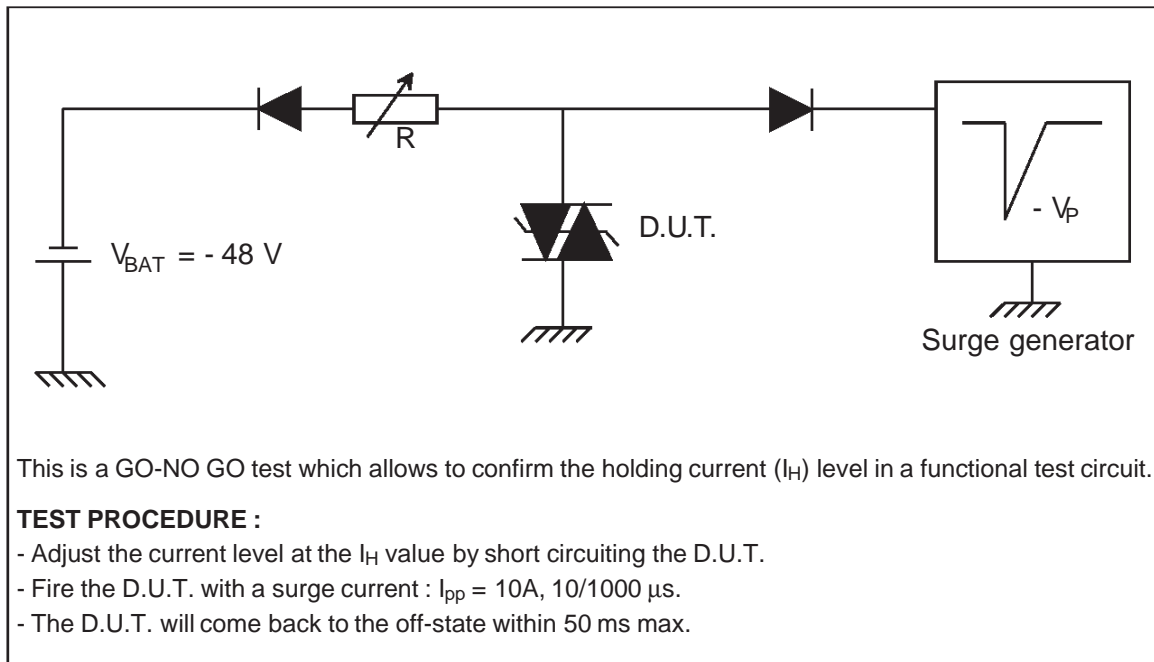 R
- V_P
D.U.T.
V_BAT = - 48 V
Surge generator
This is a GO-NO GO test which allows to confirm the holding current (I_H) level in a functional test circuit.
TEST PROCEDURE :
- Adjust the current level at the I_H value by short circuiting the D.U.T.
- Fire the D.U.T. with a surge current : I_pp = 10A, 10/1000 µs.
- The D.U.T. will come back to the off-state within 50 ms max.